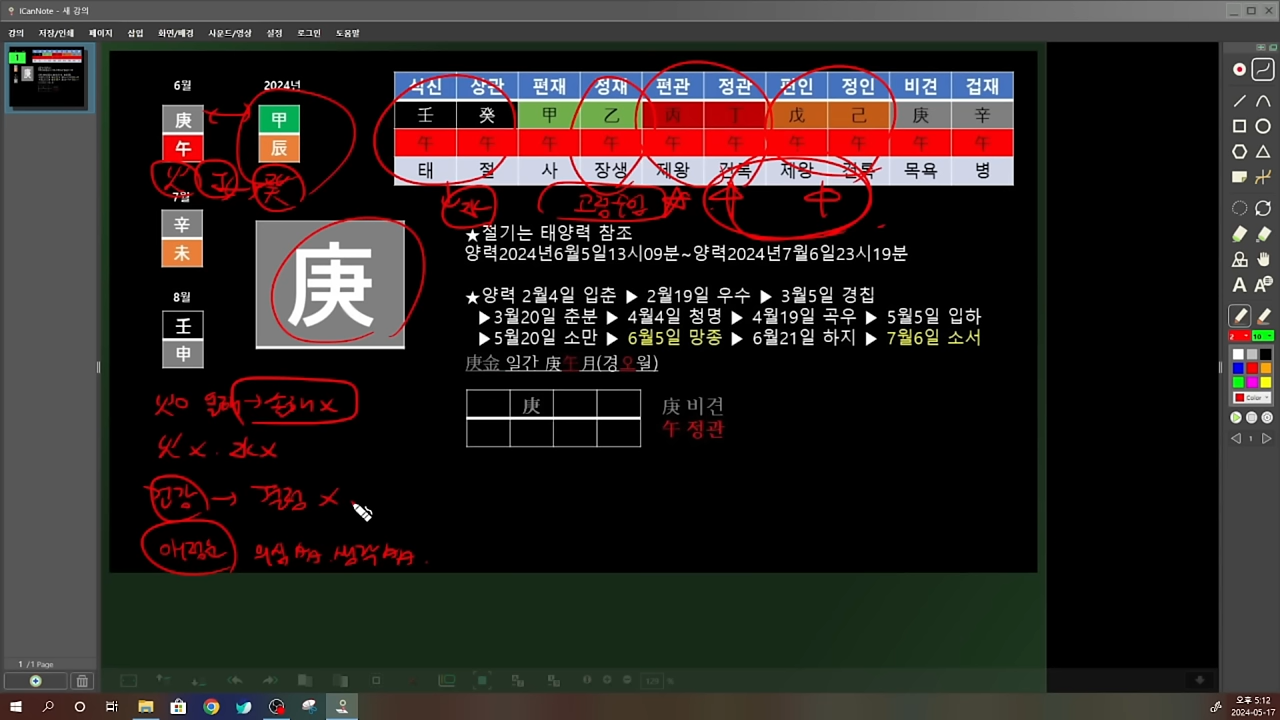 iCanNote - 새 강의
강의 저장/인쇄 페이지 삽입 화면/배경 사운드/영상 설정 로그인 도움말
1
6월 2024년
庚 甲
午 辰
7월
辛
未
8월
壬
申
庚
식신 상관 편재 정재 편관 정관 편인 정인 비견 겁재
壬 癸 甲 乙 丙 丁 戊 己 庚 辛
午 午 午 午 午 午 午 午 午 午
태 절 사 장생 제왕 건록 제왕 건록 목욕 병
★절기는 태양력 참조
양력2024년6월5일13시09분~양력2024년7월6일23시19분
★양력 2월4일 입춘 ▶ 2월19일 우수 ▶ 3월5일 경칩
▶3월20일 춘분 ▶ 4월4일 청명 ▶ 4월19일 곡우 ▶ 5월5일 입하
▶5월20일 소만 ▶ 6월5일 망종 ▶ 6월21일 하지 ▶ 7월6일 소서
庚金 일간 庚午月(경오월)
庚
庚 비견
午 정관
건강 →
애정운 의심 생각
Color
1 /1 Page
1
오후 5:12
2024-05-17